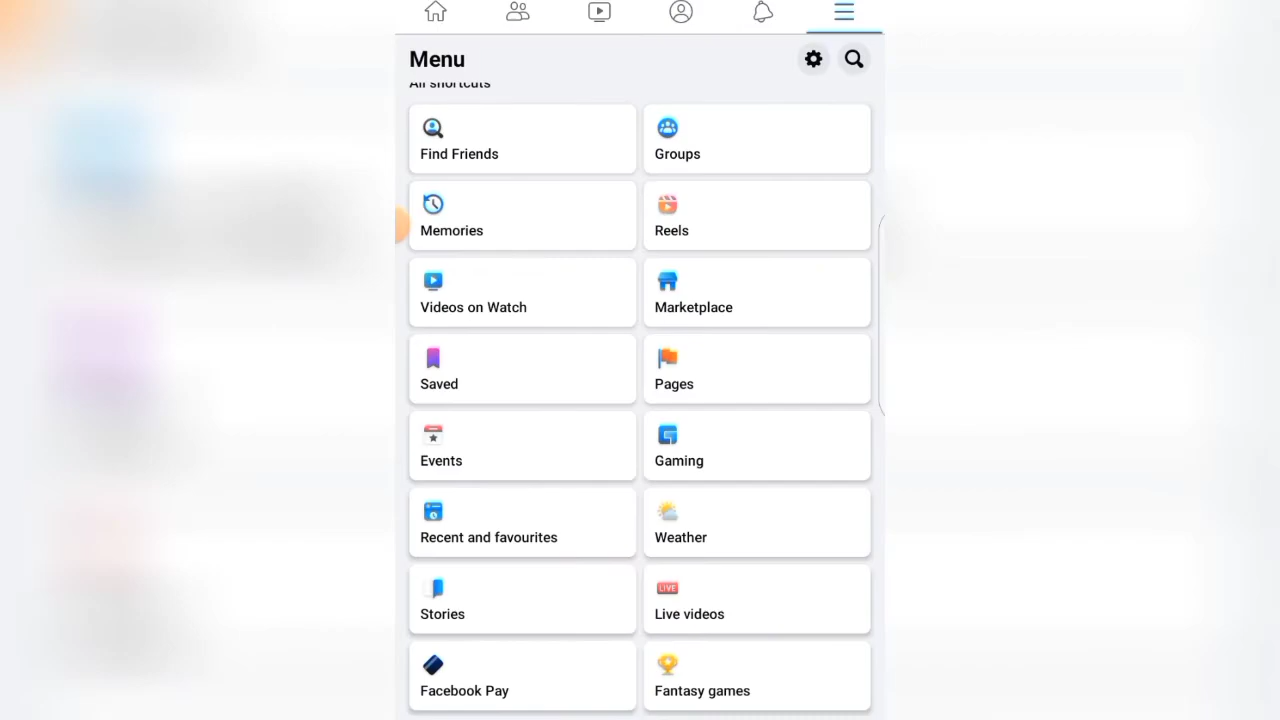 Menu
All shortcuts
Find Friends
Groups
Memories
Reels
Videos on Watch
Marketplace
Saved
Pages
Events
Gaming
Recent and favourites
Weather
Stories
LIVE
Live videos
Facebook Pay
Fantasy games